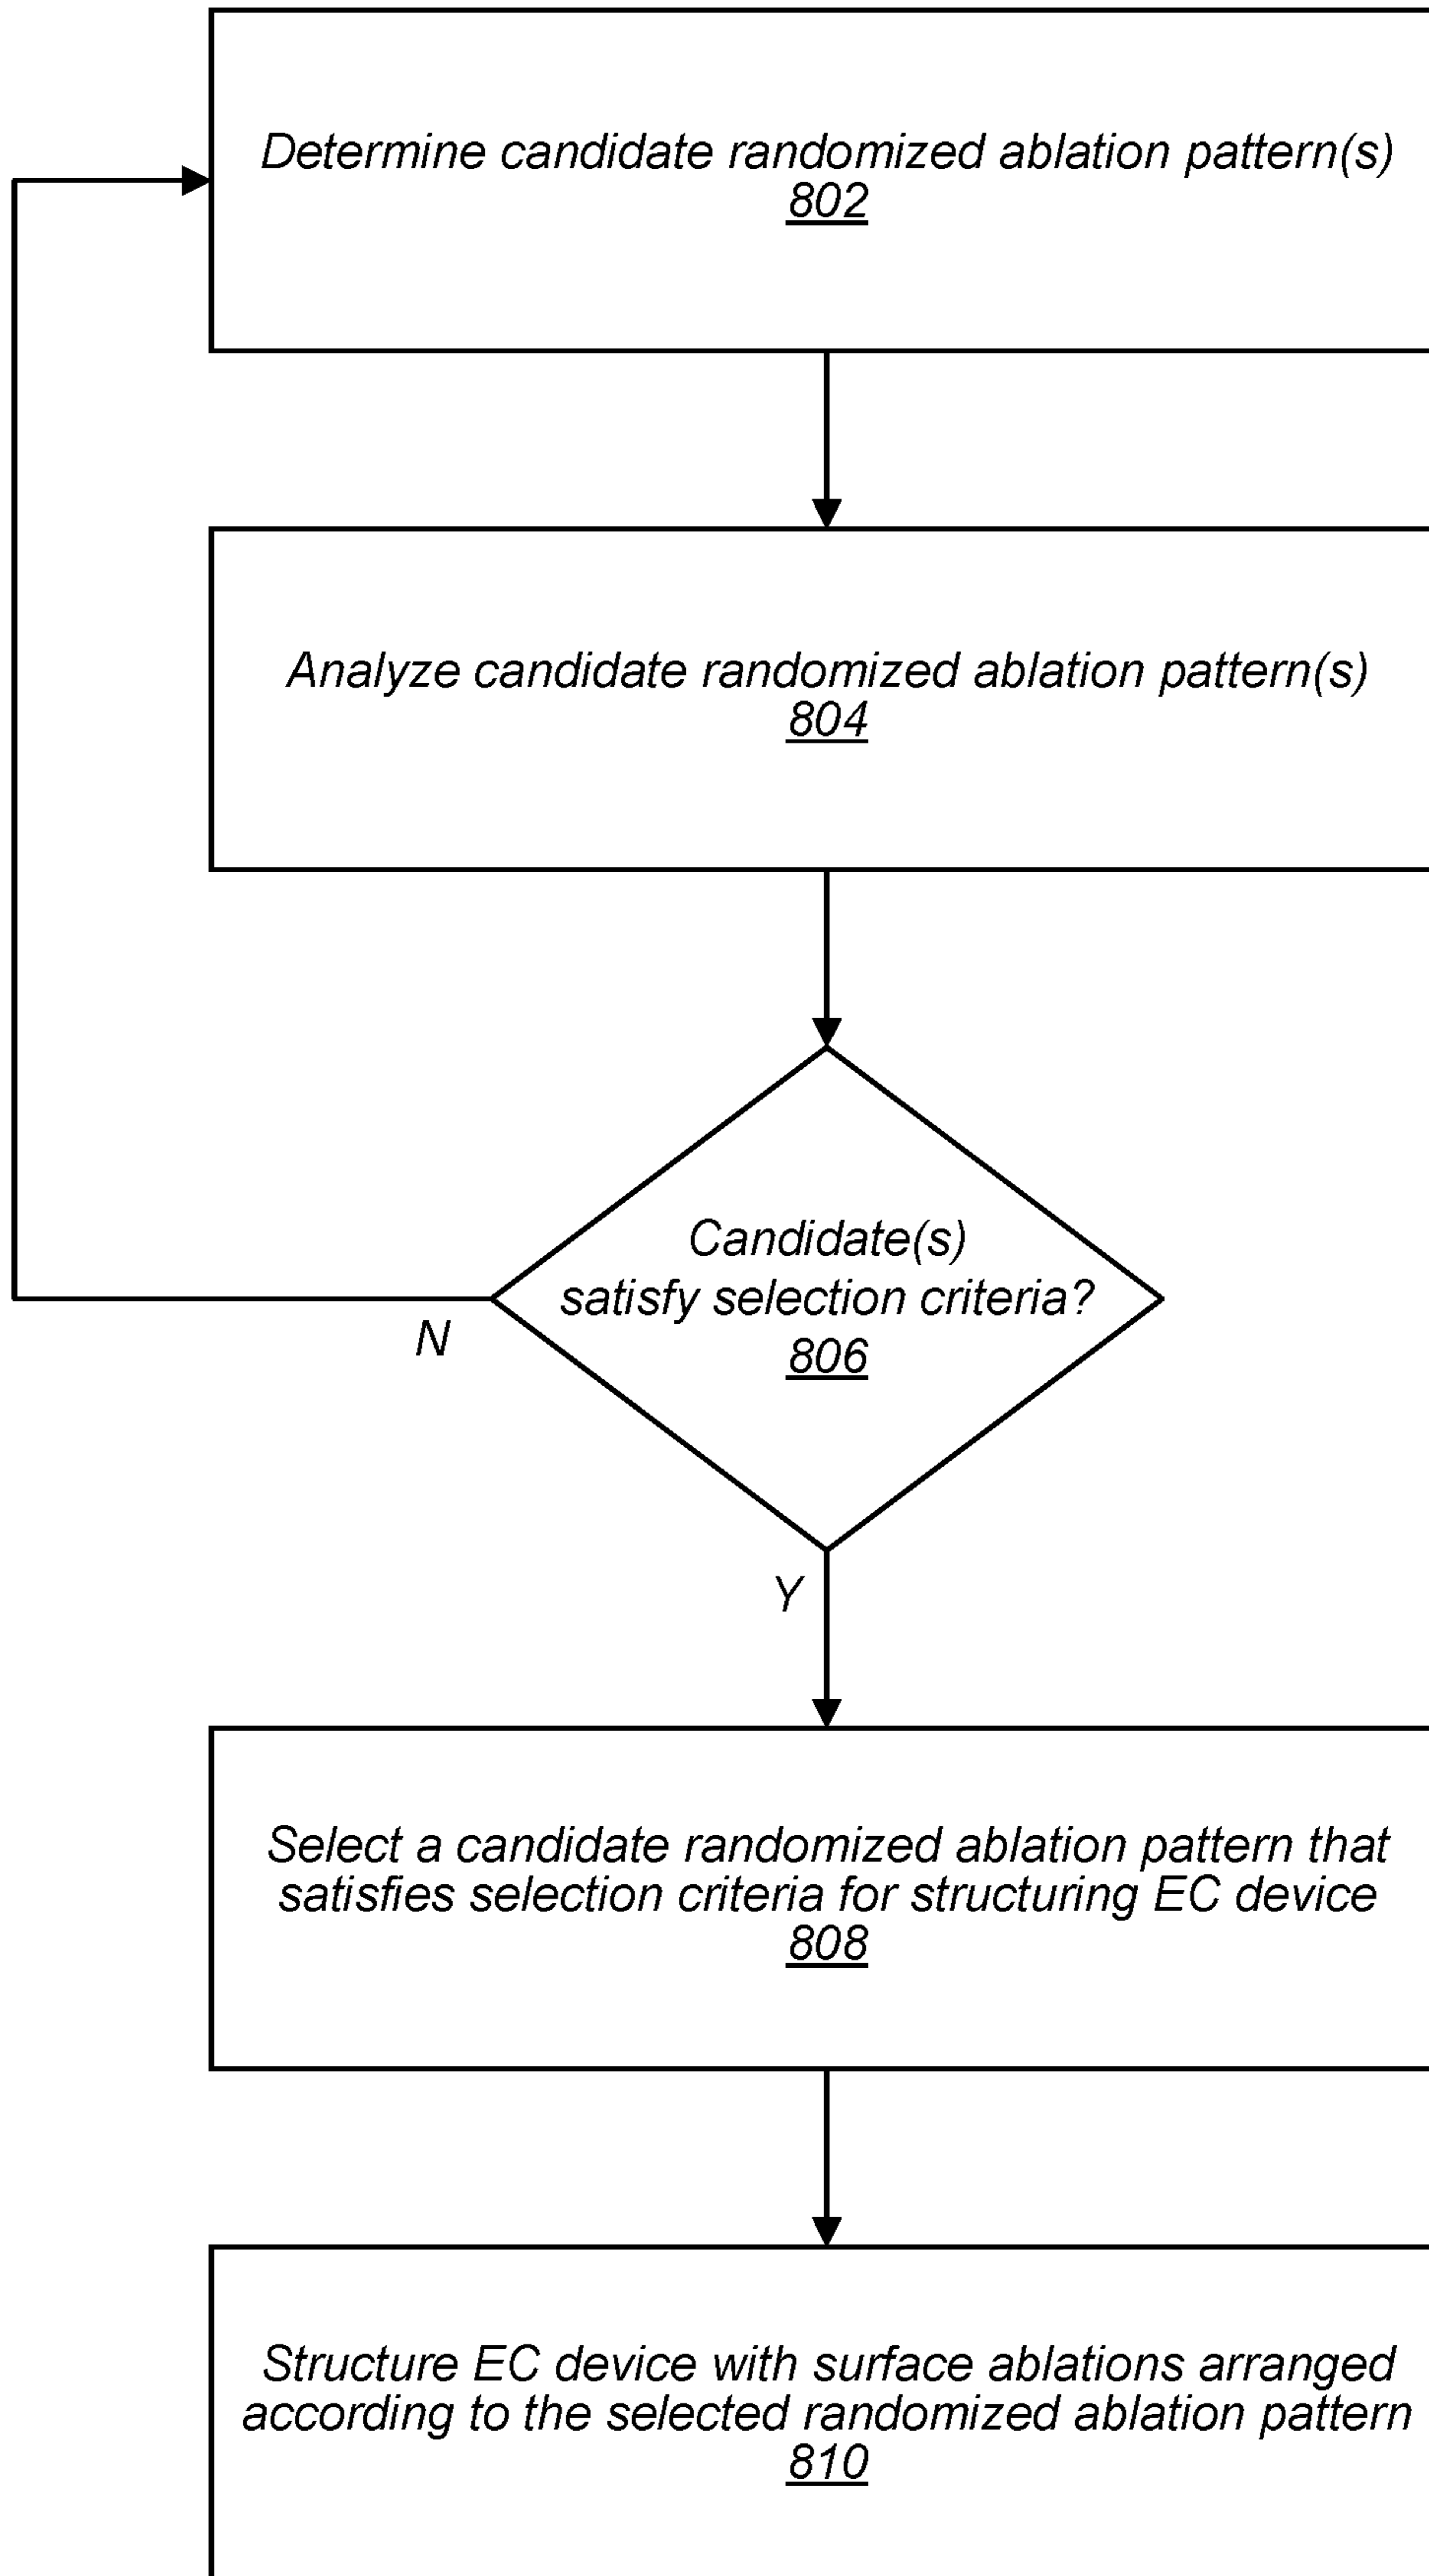 Determine candidate randomized ablation pattern(s)
802
Analyze candidate randomized ablation pattern(s)
804
Candidate(s)
satisfy selection criteria?
806
N
Y
Select a candidate randomized ablation pattern that
satisfies selection criteria for structuring EC device
808
Structure EC device with surface ablations arranged
according to the selected randomized ablation pattern
810